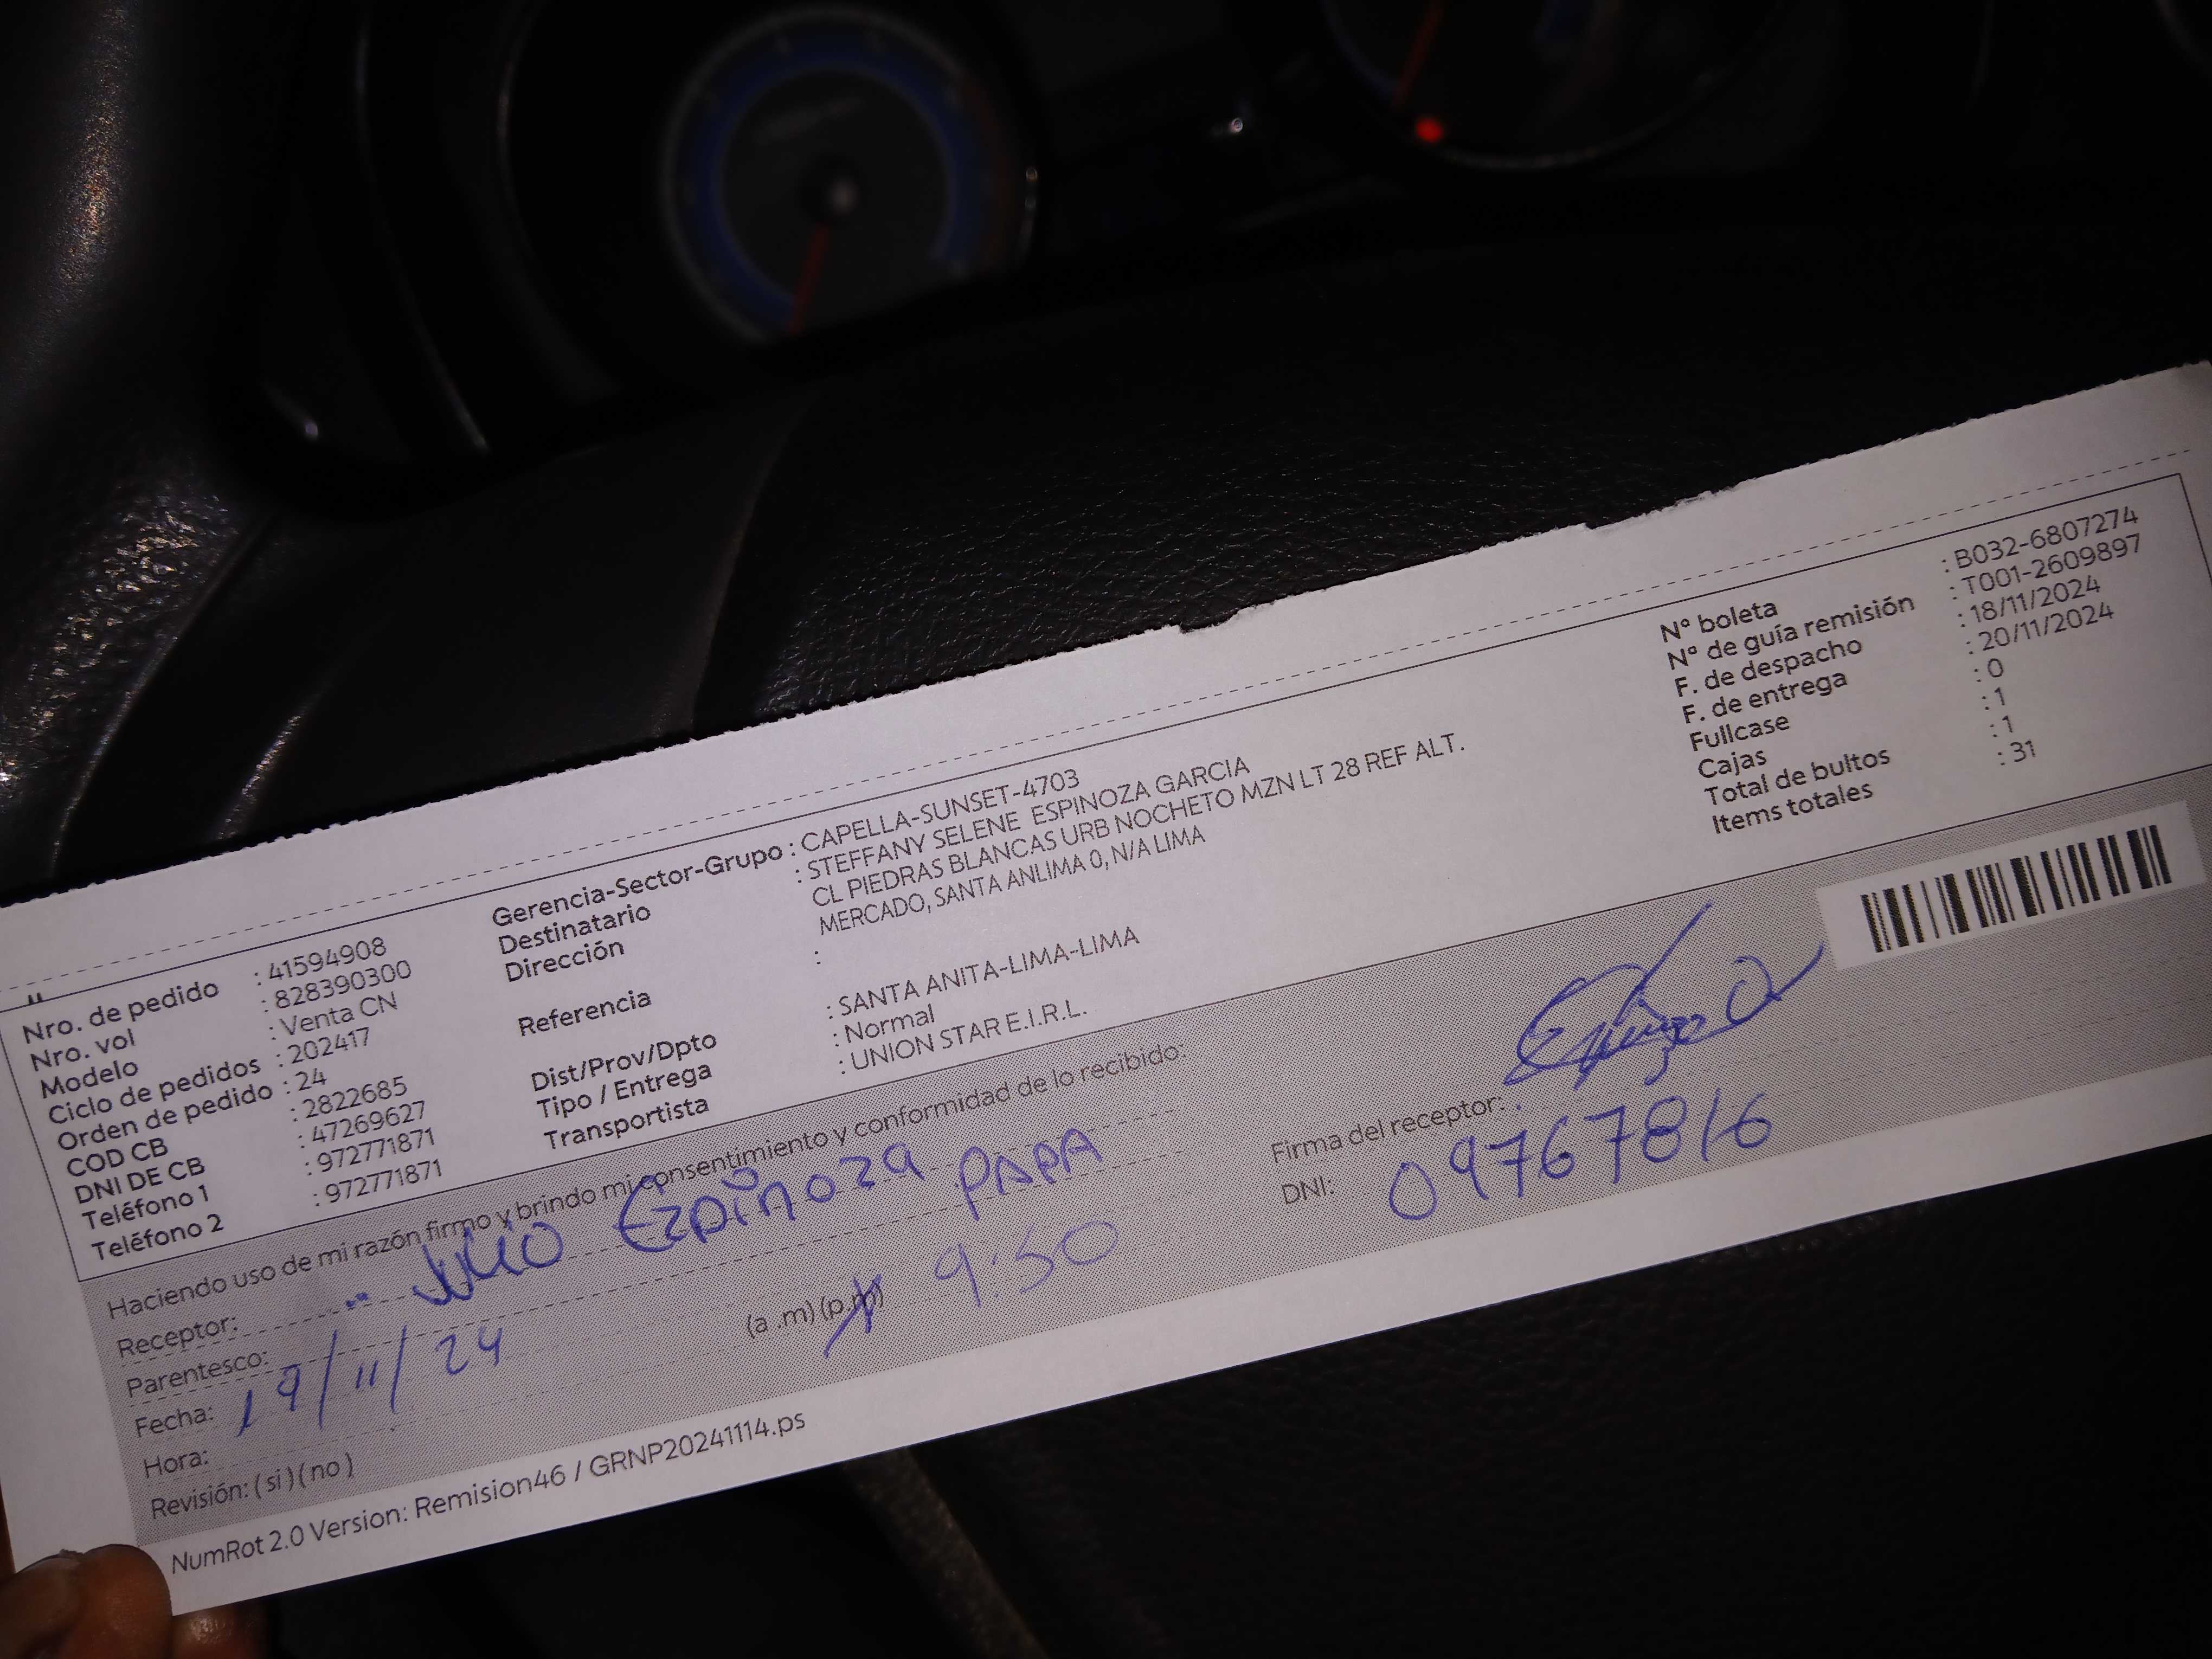 Nro. de pedido : 41594908
Nro. vol : 828390300
Modelo : Venta CN
Ciclo de pedidos : 202417
Orden de pedido : 24
COD CB : 2822685
DNI DE CB : 47269627
Teléfono 1 : 972771871
Teléfono 2 : 972771871
Gerencia-Sector-Grupo : CAPELLA-SUNSET-4703
Destinatario : STEFFANY SELENE ESPINOZA GARCIA
Dirección CL PIEDRAS BLANCAS URB NOCHETO MZN LT 28 REF ALT.
MERCADO, SANTA ANLIMA 0, N/A LIMA
Referencia :
Dist/Prov/Dpto : SANTA ANITA-LIMA-LIMA
Tipo / Entrega : Normal
Transportista : UNION STAR E.I.R.L.
N° boleta : B032-6807274
N° de guía remisión : T001-2609897
F. de despacho : 18/11/2024
F. de entrega : 20/11/2024
Fullcase : 0
Cajas : 1
Total de bultos : 1
Items totales : 31
Haciendo uso de mi razón firmo y brindo mi consentimiento y conformidad de lo recibido:
Receptor: Julio Ezpinoza
Parentesco: PAPA
Fecha: 19/11/24
Hora: (a .m) (p.m) 9:50
Revisión: ( si ) ( no )
Firma del receptor:
DNI: 09767816
NumRot 2.0 Version: Remision46 / GRNP20241114.ps